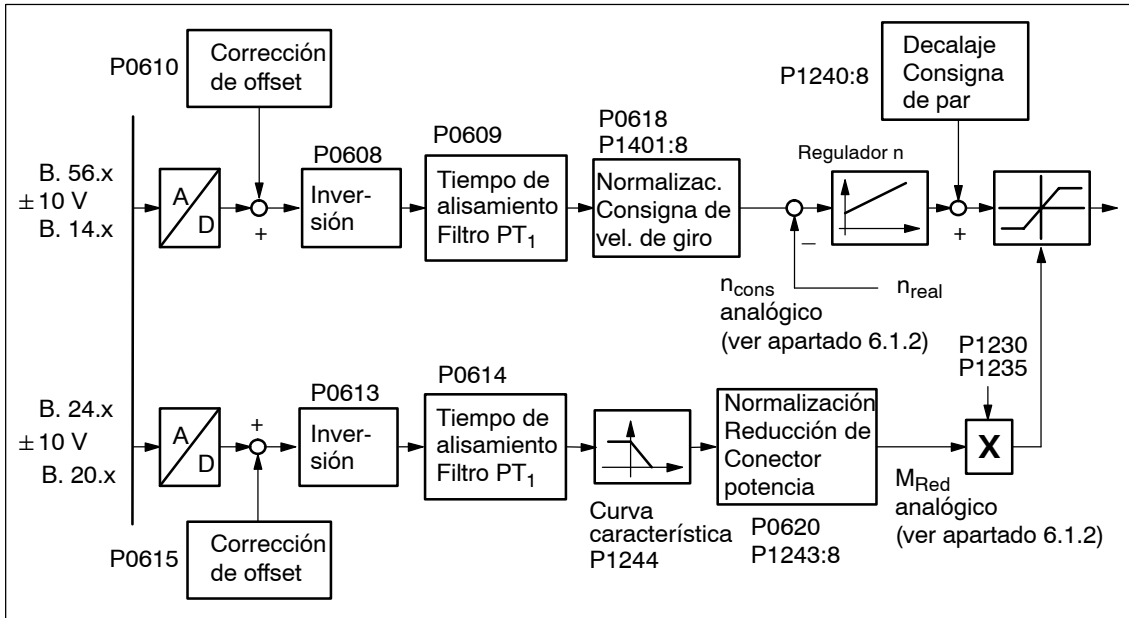 P0610
Corrección
de offset
P1240:8
Decalaje
Consigna
de par
B. 56.x
± 10 V
B. 14.x
A
D
+
P0608
Inver-
sión
P0609
Tiempo de
alisamiento
Filtro PT1
P0618
P1401:8
Normalizac.
Consigna de
vel. de giro
–
Regulador n
+
ncons
analógico
(ver apartado 6.1.2)
nreal
P1230
P1235
B. 24.x
± 10 V
B. 20.x
A
D
+
P0613
Inver-
sión
P0614
Tiempo de
alisamiento
Filtro PT1
Curva
característica
P1244
Normalización
Reducción de
Conector
potencia
P0620
P1243:8
X
MRed
analógico
(ver apartado 6.1.2)
P0615
Corrección
de offset